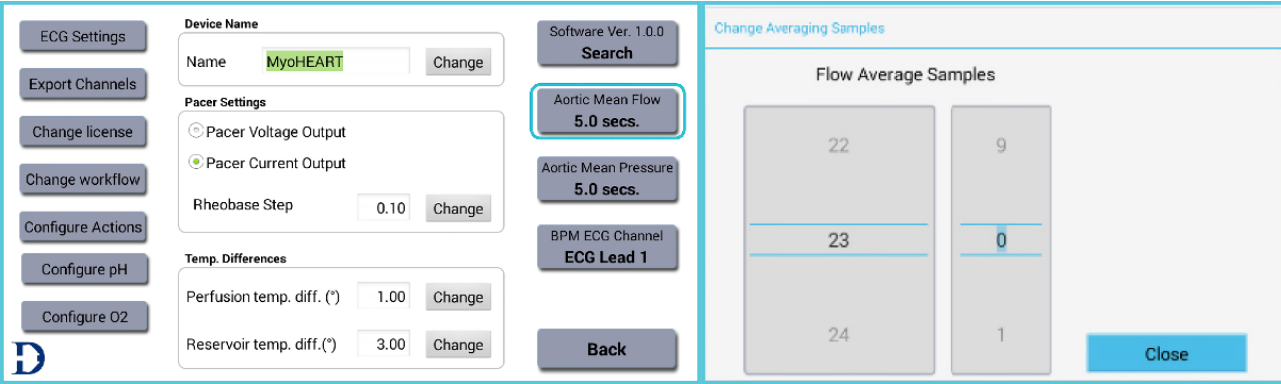 ECG Settings
Export Channels
Change license
Change workflow
Configure Actions
Configure pH
Configure O2
Device Name
Name MyoHEART Change
Pacer Settings
Pacer Voltage Output
Pacer Current Output
Rheobase Step 0.10 Change
Temp. Differences
Perfusion temp. diff. (°) 1.00 Change
Reservoir temp. diff.(°) 3.00 Change
Software Ver. 1.0.0
Search
Aortic Mean Flow
5.0 secs.
Aortic Mean Pressure
5.0 secs.
BPM ECG Channel
ECG Lead 1
Back
Change Averaging Samples
Flow Average Samples
22 9
23 0
24 1
Close